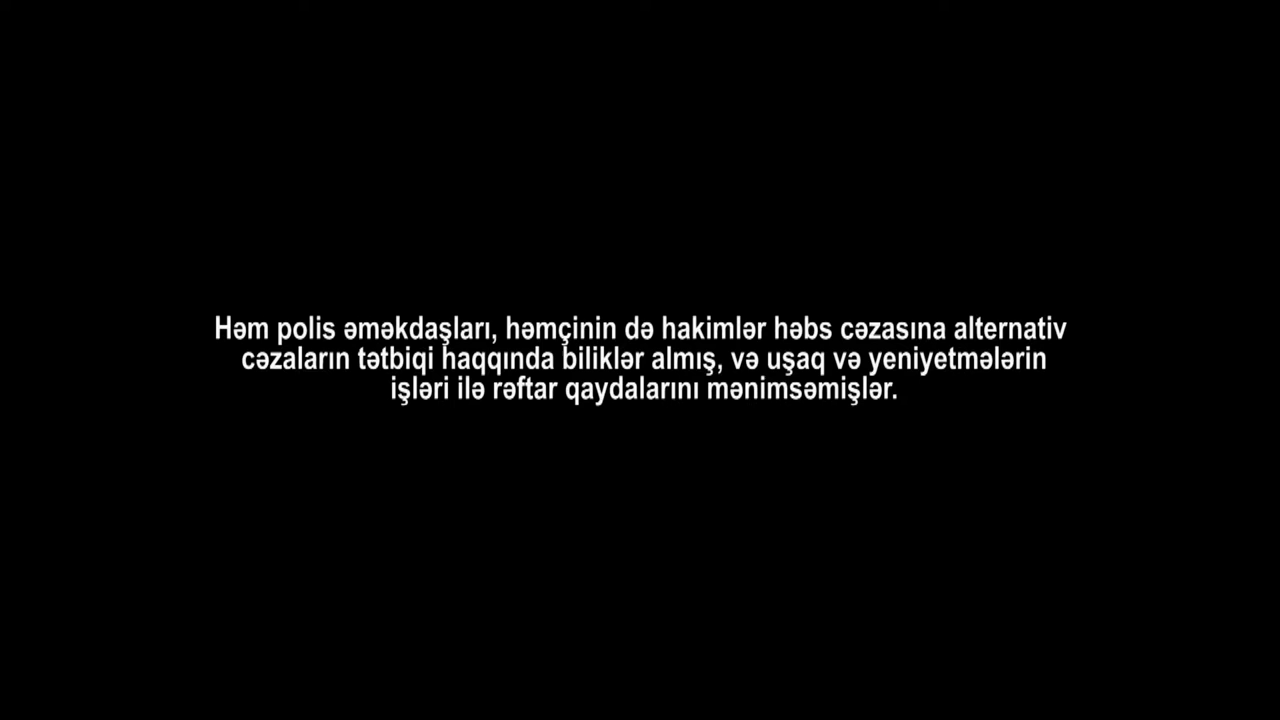 Həm polis əməkdaşları, həmçinin də hakimlər həbs cəzasına alternativ
cəzaların tətbiqi haqqında biliklər almış, və uşaq və yeniyetmələrin
işləri ilə rəftar qaydalarını mənimsəmişlər.